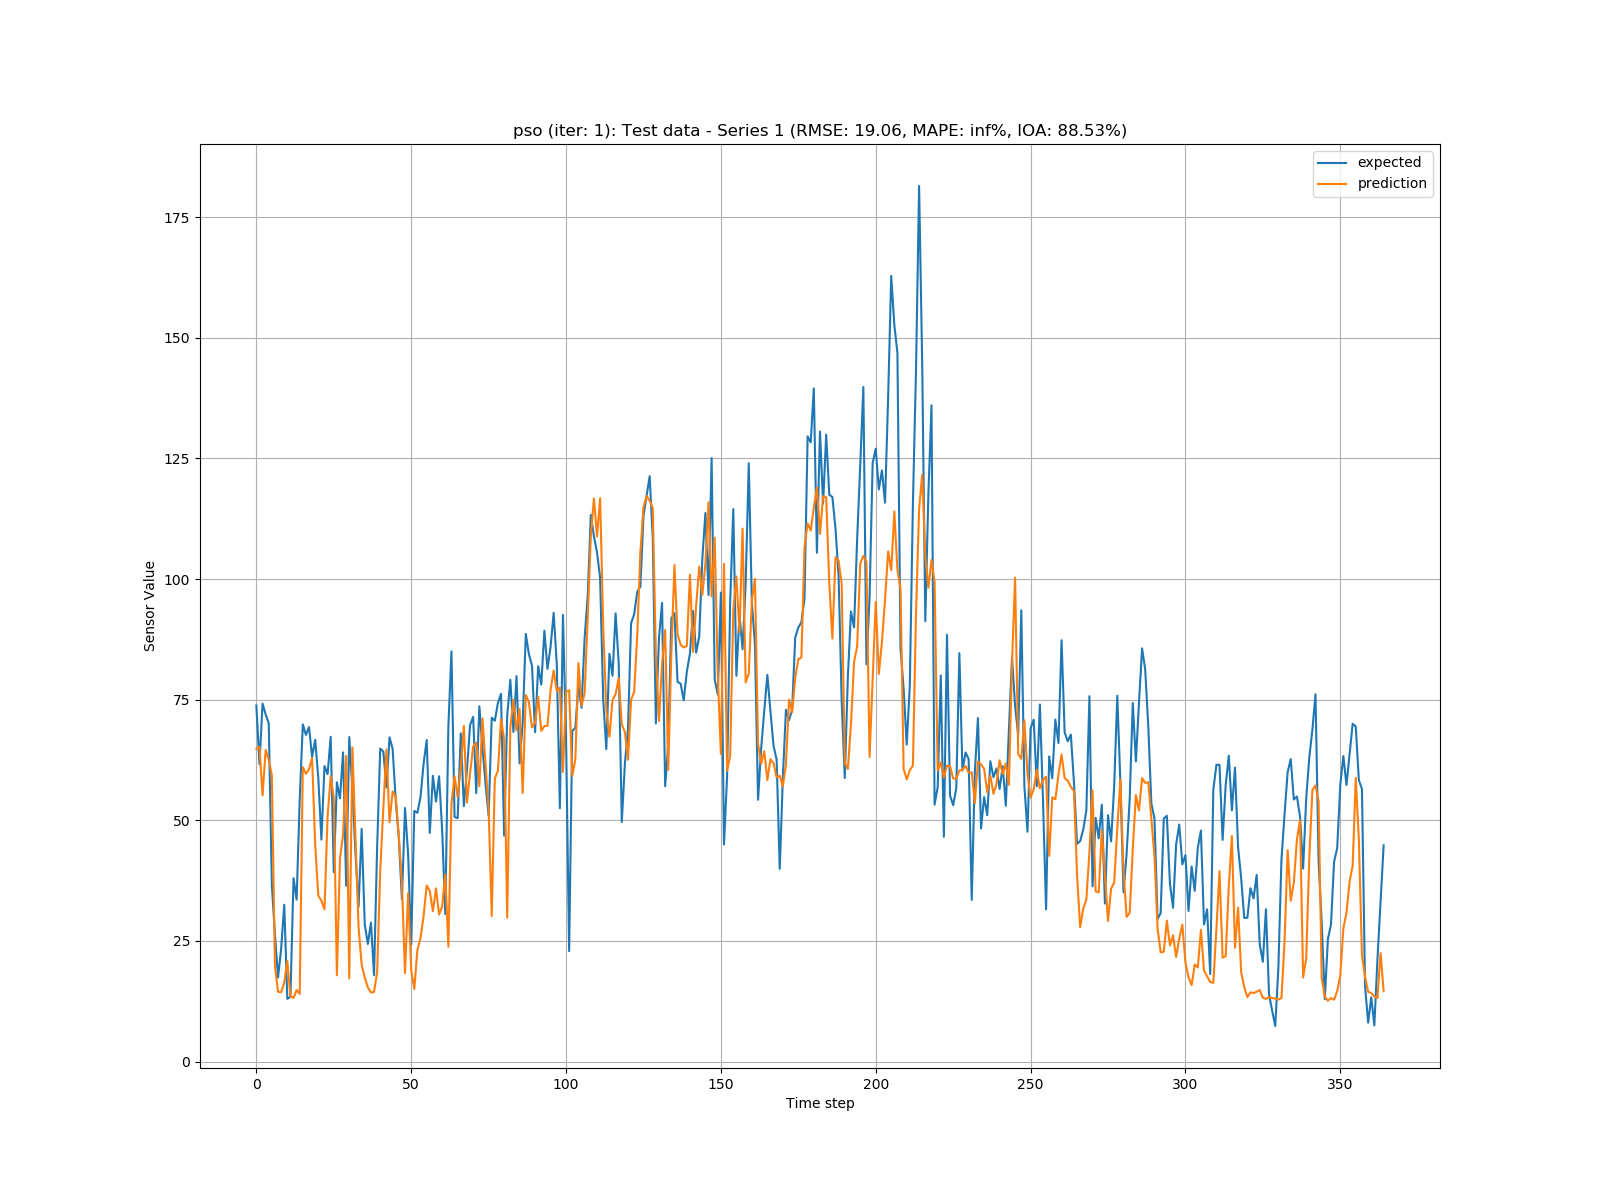 pso (iter: 1): Test data - Series 1 (RMSE: 19.06, MAPE: inf%, IOA: 88.53%)
expected
prediction
175
150
125
100
75
50
25
0
Sensor Value
0 50 100 150 200 250 300 350
Time step